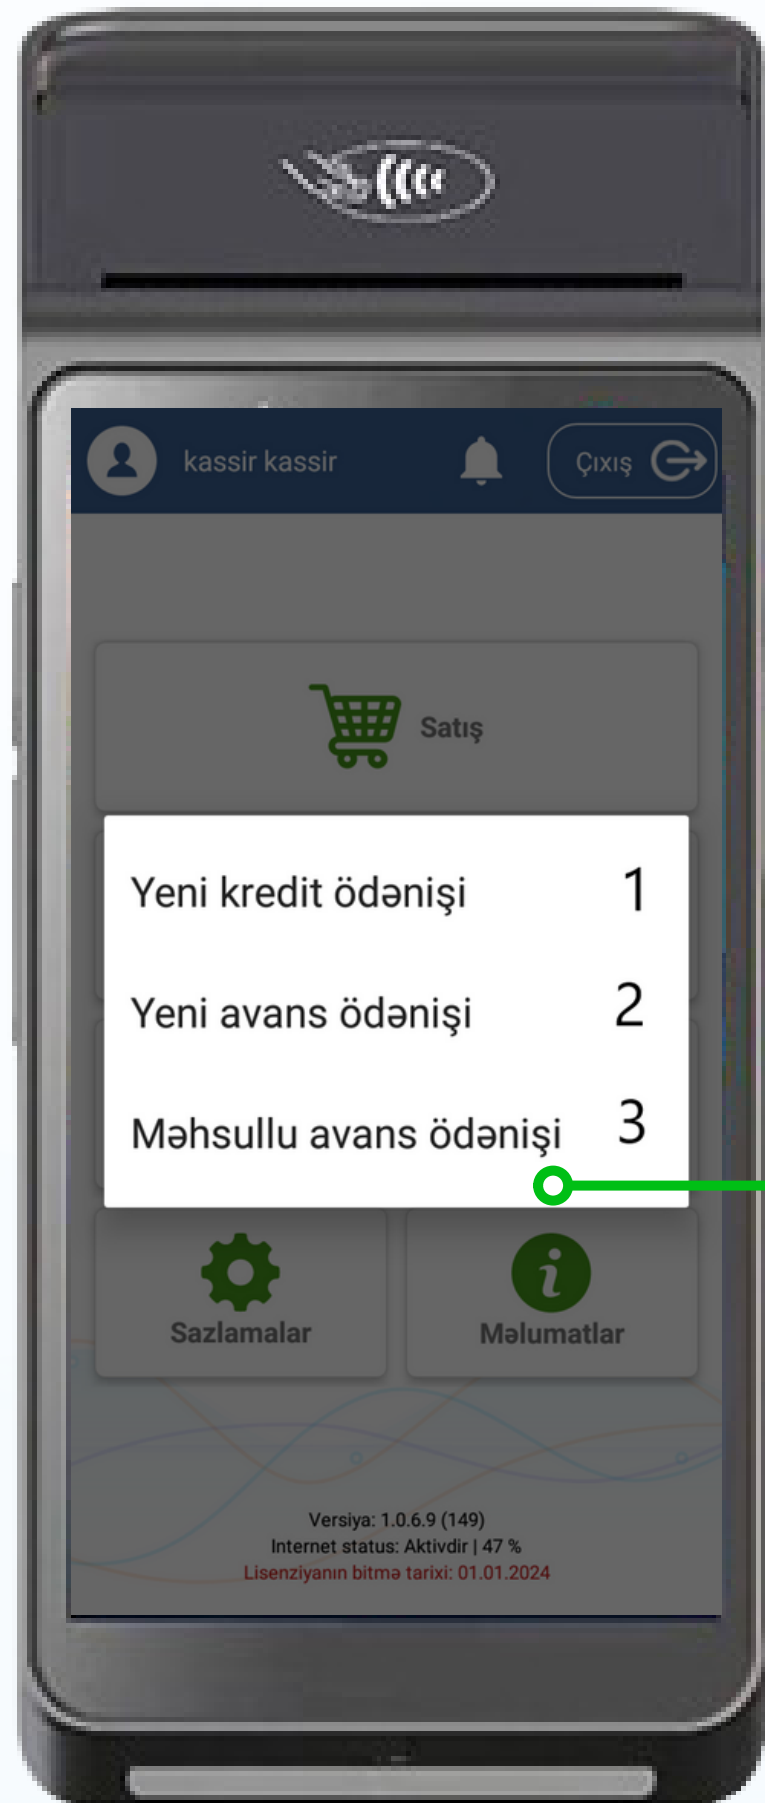 kassir kassir
Çıxış
Satış
Yeni kredit ödənişi 1
Yeni avans ödənişi 2
Məhsullu avans ödənişi 3
Sazlamalar
Məlumatlar
Versiya: 1.0.6.9 (149)
Internet status: Aktivdir | 47 %
Lisenziyanın bitmə tarixi: 01.01.2024